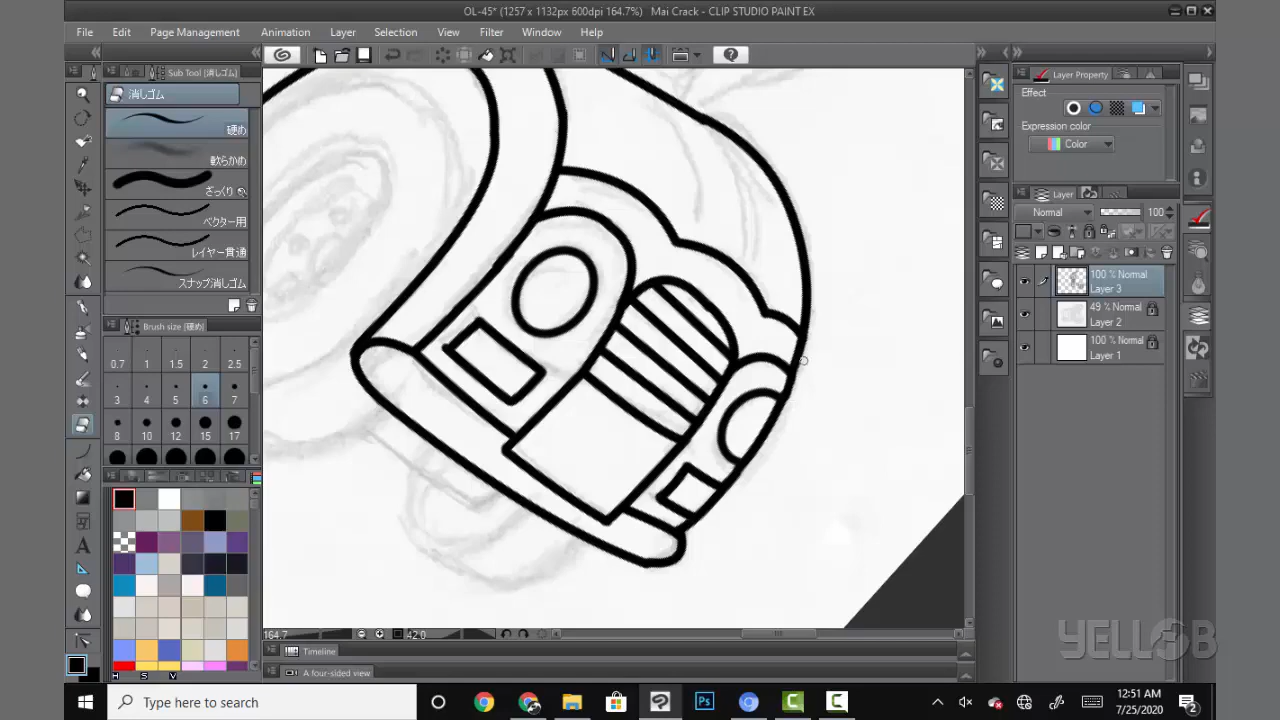 OL-45* (1257 x 1132px 600dpi 164.7%)  Mai Crack - CLIP STUDIO PAINT EX
File Edit Page Management Animation Layer Selection View Filter Window Help
Sub Tool [消しゴム]
消しゴム
硬め
軟らかめ
ざっくり
ベクター用
レイヤー貫通
スナップ消しゴム
Brush size [硬め]
0.7 1 1.5 2 2.5
3 4 5 6 7
8 10 12 15 17
H S V
Layer Property
Effect
Expression color
Color
Layer
Normal 100
100 % Normal
Layer 3
49 % Normal
Layer 2
100 % Normal
Layer 1
164.7 42.0
Timeline
A four-sided view
YELLOB
Type here to search
Ps
12:51 AM
7/25/2020
2